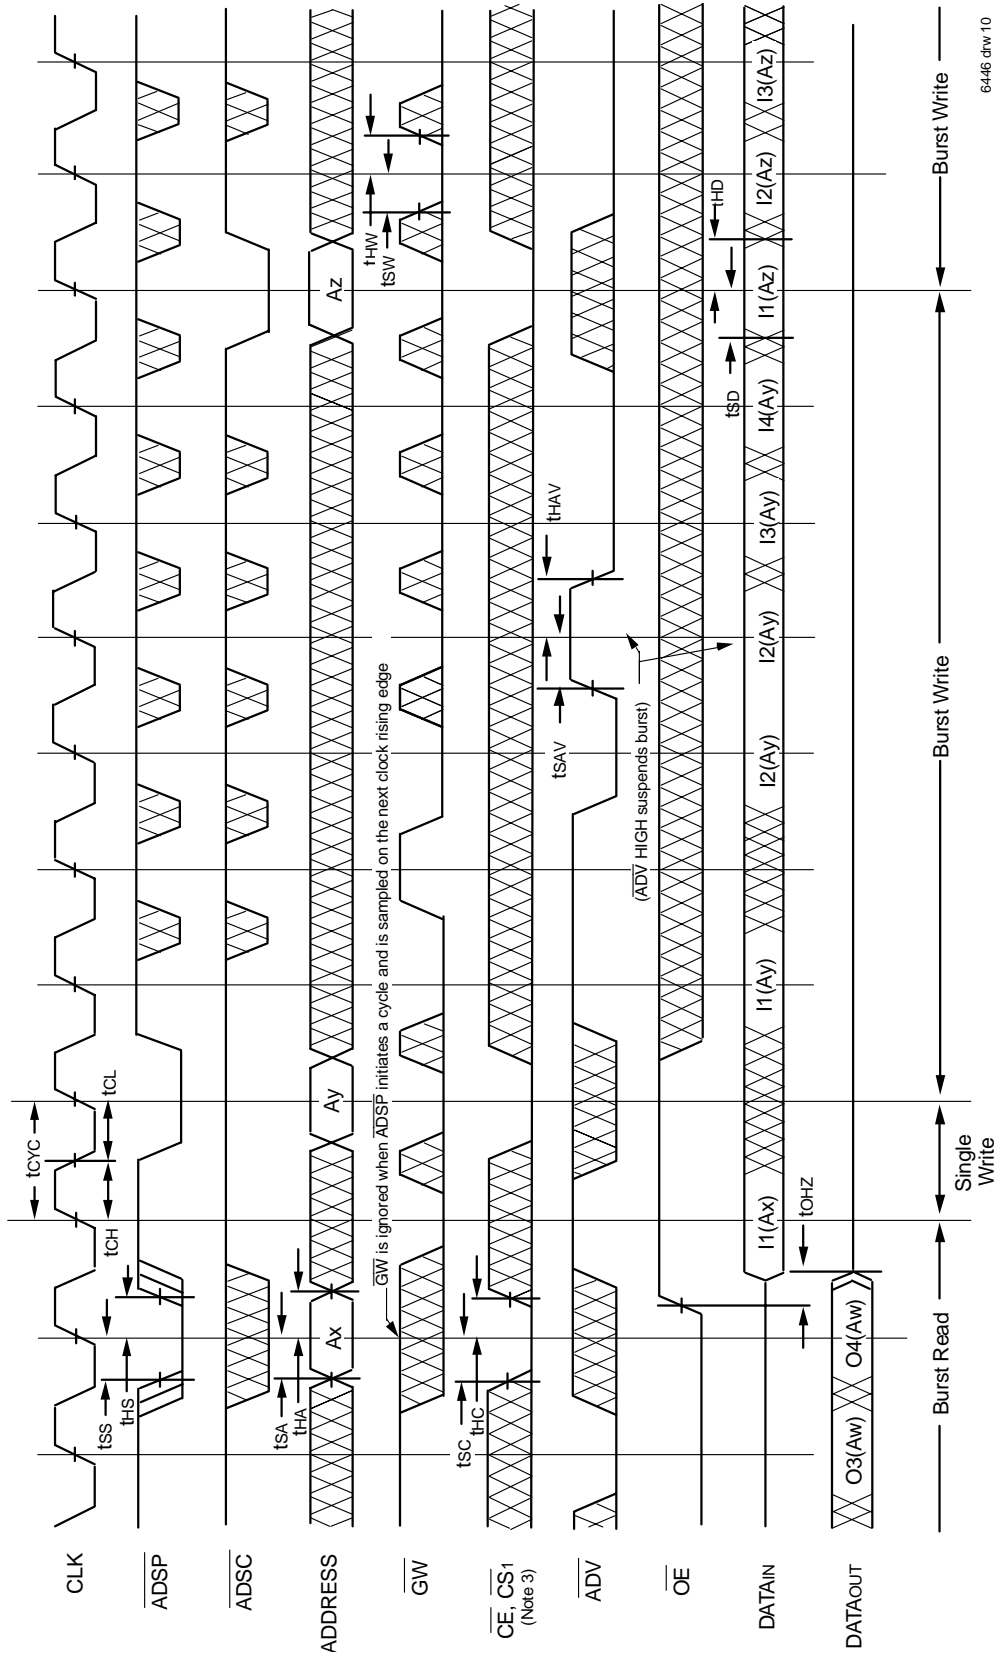 CLK
ADSP
ADSC
ADDRESS
GW
CE, CS1
(Note 3)
ADV
OE
DATAIN
DATAOUT
tCYC
tCH
tCL
tSS
tHS
tSA
tHA
Ax
Ay
Az
GW is ignored when ADSP initiates a cycle and is sampled on the next clock rising edge
tHW
tSW
tSC
tHC
tSAV
tHAV
(ADV HIGH suspends burst)
tSD
tHD
I1(Ax)
I1(Ay)
I2(Ay)
I2(Ay)
I3(Ay)
I4(Ay)
I1(Az)
I2(Az)
I3(Az)
tOHZ
O3(Aw)
O4(Aw)
Burst Read
Single
Write
Burst Write
Burst Write
6446 drw 10